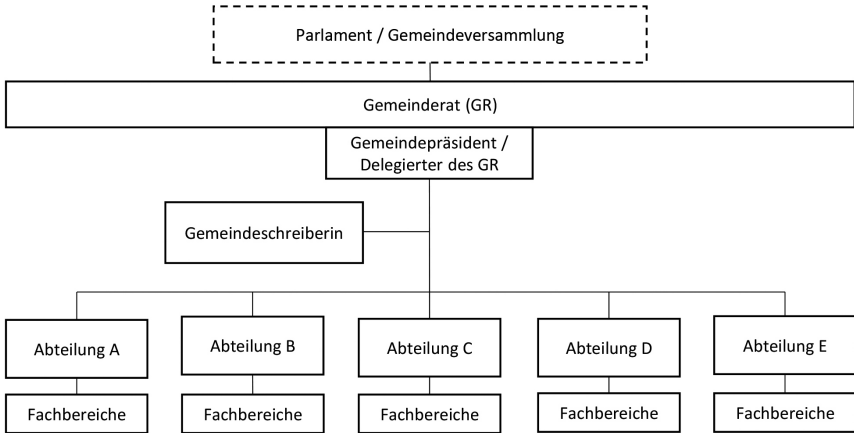 Parlament / Gemeindeversammlung
Gemeinderat (GR)
Gemeindepräsident /
Delegierter des GR
Gemeindeschreiberin
Abteilung A
Abteilung B
Abteilung C
Abteilung D
Abteilung E
Fachbereiche
Fachbereiche
Fachbereiche
Fachbereiche
Fachbereiche